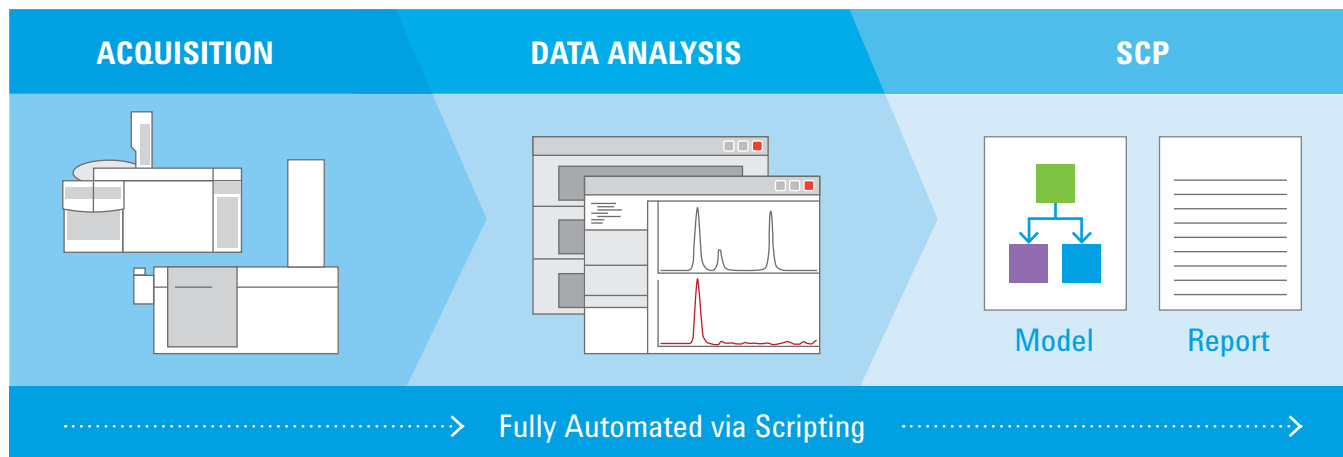 ACQUISITION
DATA ANALYSIS
SCP
Model
Report
Fully Automated via Scripting